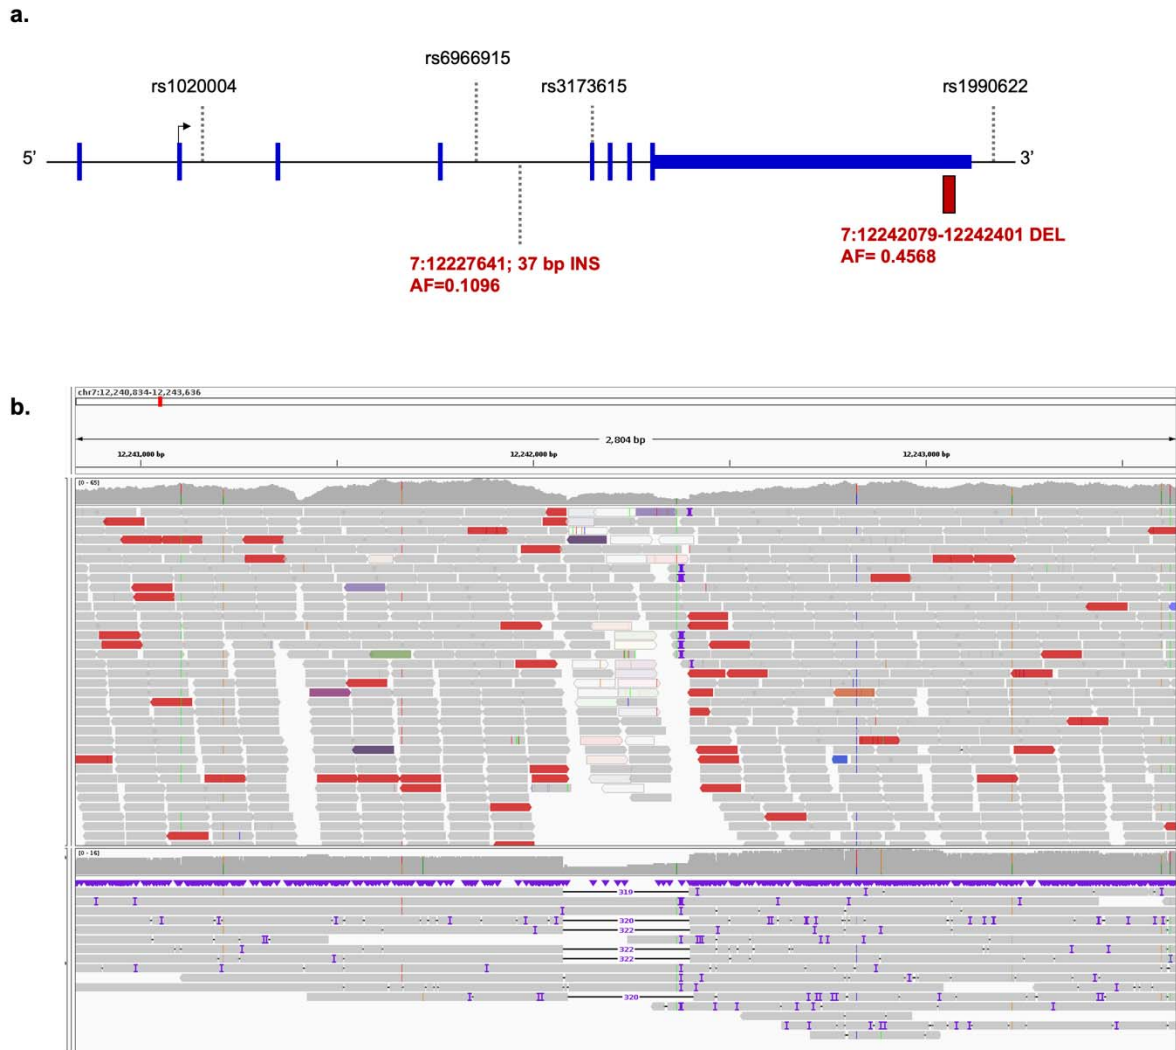 a.
rs6966915
rs1020004
rs3173615
rs1990622
5'
3'
7:12227641; 37 bp INS
AF=0.1096
7:12242079-12242401 DEL
AF= 0.4568
b.
chr7:12,240,834-12,243,636
2,804 bp
12,241,000 bp
12,242,000 bp
12,243,000 bp
[0 - 65]
[0 - 16]
319
320
322
322
322
320